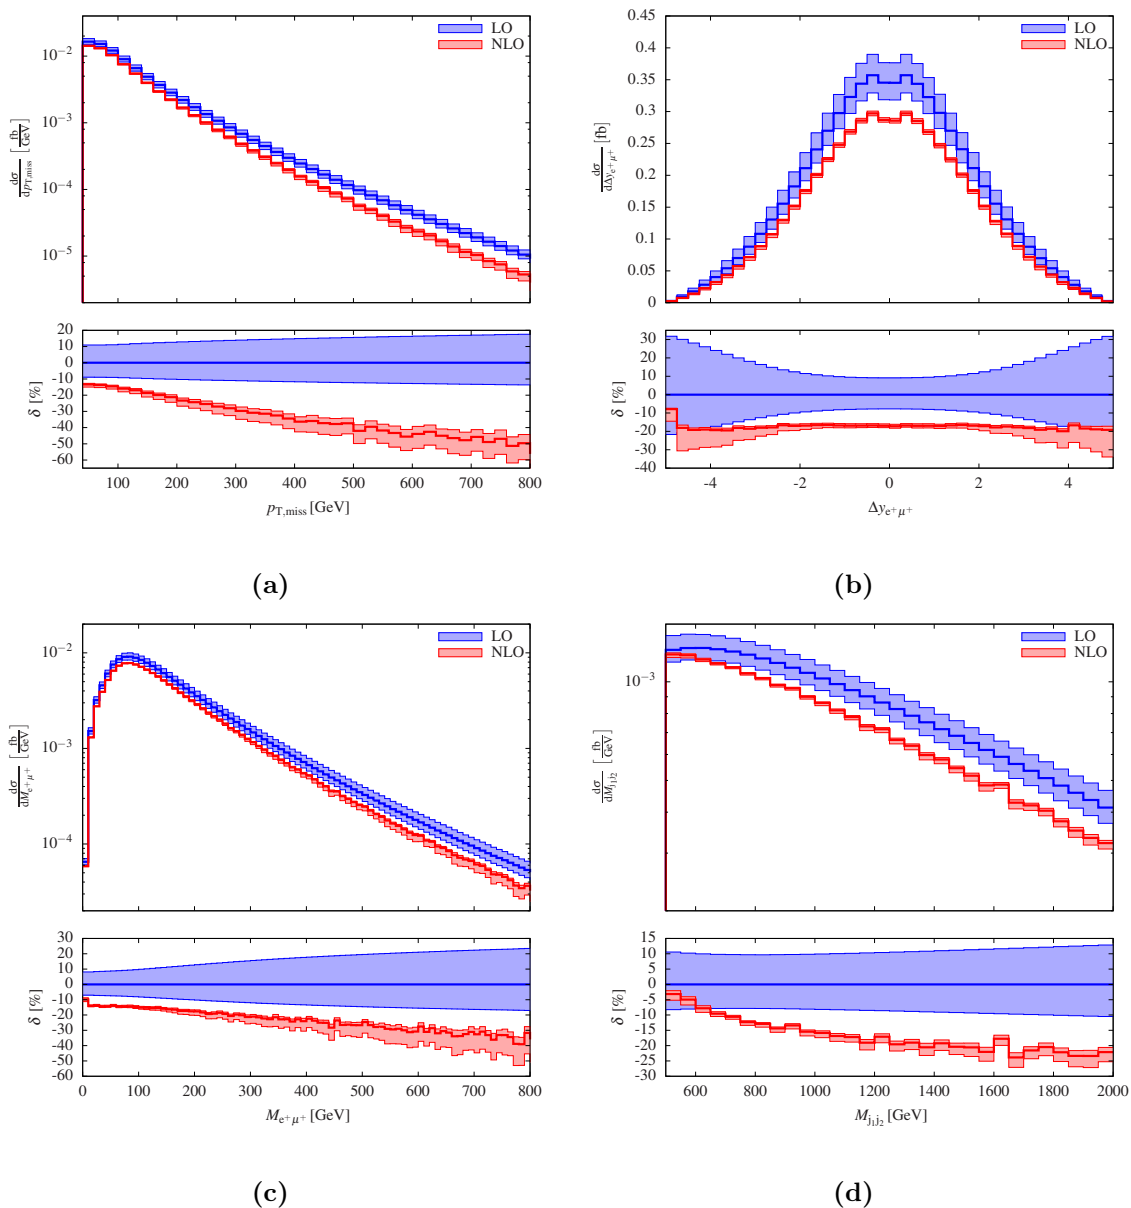 LO
NLO
10⁻²
10⁻³
10⁻⁴
10⁻⁵
dσ/dp_T,miss [fb/GeV]
20
10
0
-10
-20
-30
-40
-50
-60
δ [%]
100 200 300 400 500 600 700 800
p_T,miss [GeV]
(a)
LO
NLO
0.45
0.4
0.35
0.3
0.25
0.2
0.15
0.1
0.05
0
dσ/dΔy_e⁺μ⁺ [fb]
30
20
10
0
-10
-20
-30
-40
δ [%]
-4 -2 0 2 4
Δy_e⁺μ⁺
(b)
LO
NLO
10⁻²
10⁻³
10⁻⁴
dσ/dM_e⁺μ⁺ [fb/GeV]
30
20
10
0
-10
-20
-30
-40
-50
-60
δ [%]
0 100 200 300 400 500 600 700 800
M_e⁺μ⁺ [GeV]
(c)
LO
NLO
10⁻³
dσ/dM_j₁j₂ [fb/GeV]
15
10
5
0
-5
-10
-15
-20
-25
-30
δ [%]
600 800 1000 1200 1400 1600 1800 2000
M_j₁j₂ [GeV]
(d)